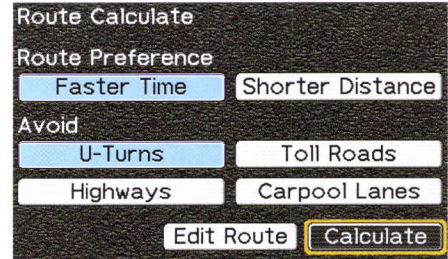 Route Calculate
Route Preference
Faster Time Shorter Distance
Avoid
U-Turns Toll Roads
Highways Carpool Lanes
Edit Route Calculate